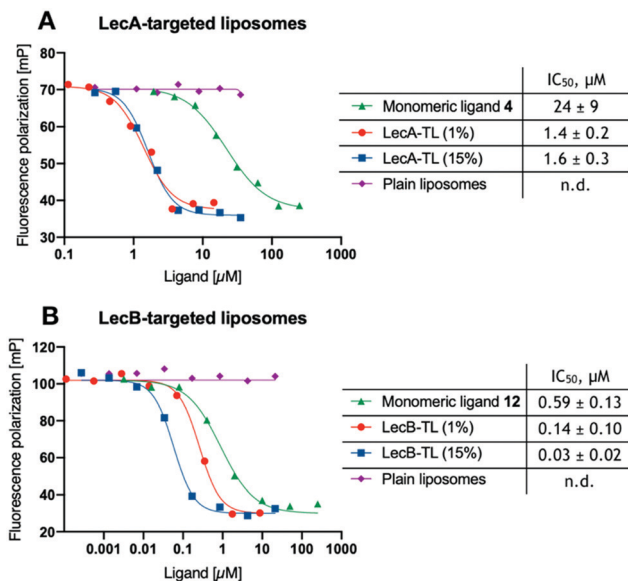 A LecA-targeted liposomes
Fluorescence polarization [mP]
80
70
60
50
40
30
0.1 1 10 100 1000
Ligand [µM]
IC50, µM
Monomeric ligand 4 24 ± 9
LecA-TL (1%) 1.4 ± 0.2
LecA-TL (15%) 1.6 ± 0.3
Plain liposomes n.d.
B LecB-targeted liposomes
Fluorescence polarization [mP]
120
100
80
60
40
20
0.001 0.01 0.1 1 10 100 1000
Ligand [µM]
IC50, µM
Monomeric ligand 12 0.59 ± 0.13
LecB-TL (1%) 0.14 ± 0.10
LecB-TL (15%) 0.03 ± 0.02
Plain liposomes n.d.